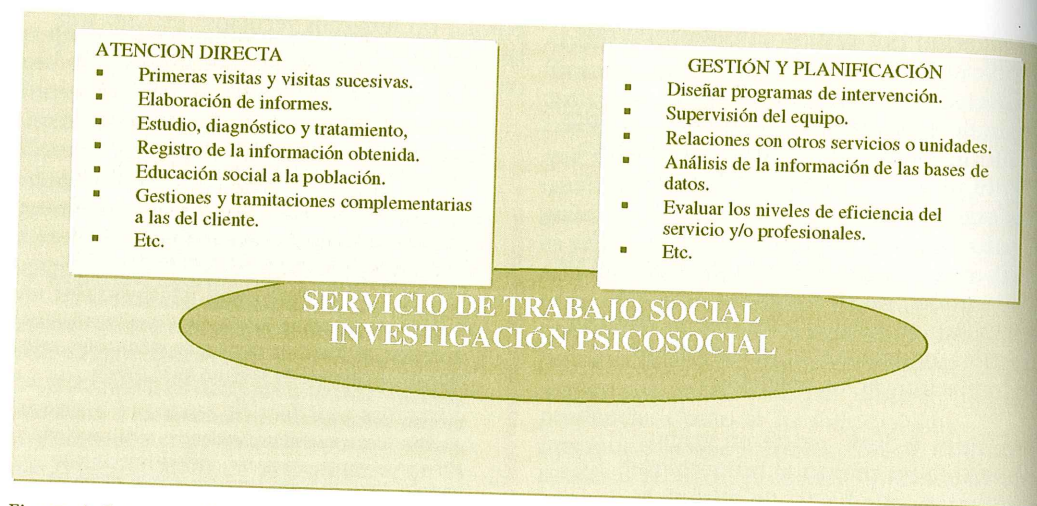 ATENCION DIRECTA
▪ Primeras visitas y visitas sucesivas.
▪ Elaboración de informes.
▪ Estudio, diagnóstico y tratamiento,
▪ Registro de la información obtenida.
▪ Educación social a la población.
▪ Gestiones y tramitaciones complementarias
a las del cliente.
▪ Etc.
GESTIÓN Y PLANIFICACIÓN
▪ Diseñar programas de intervención.
▪ Supervisión del equipo.
▪ Relaciones con otros servicios o unidades.
▪ Análisis de la información de las bases de
datos.
▪ Evaluar los niveles de eficiencia del
servicio y/o profesionales.
▪ Etc.
SERVICIO DE TRABAJO SOCIAL
INVESTIGACIÓN PSICOSOCIAL